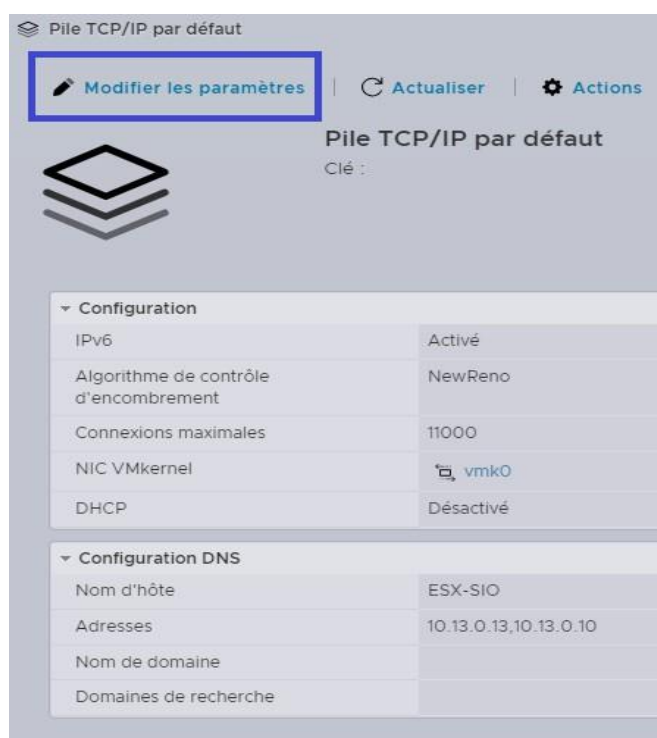 Pile TCP/IP par défaut
Modifier les paramètres | Actualiser | Actions
Pile TCP/IP par défaut
Clé :
Configuration
IPv6 Activé
Algorithme de contrôle
d'encombrement NewReno
Connexions maximales 11000
NIC VMkernel vmk0
DHCP Désactivé
Configuration DNS
Nom d'hôte ESX-SIO
Adresses 10.13.0.13,10.13.0.10
Nom de domaine
Domaines de recherche